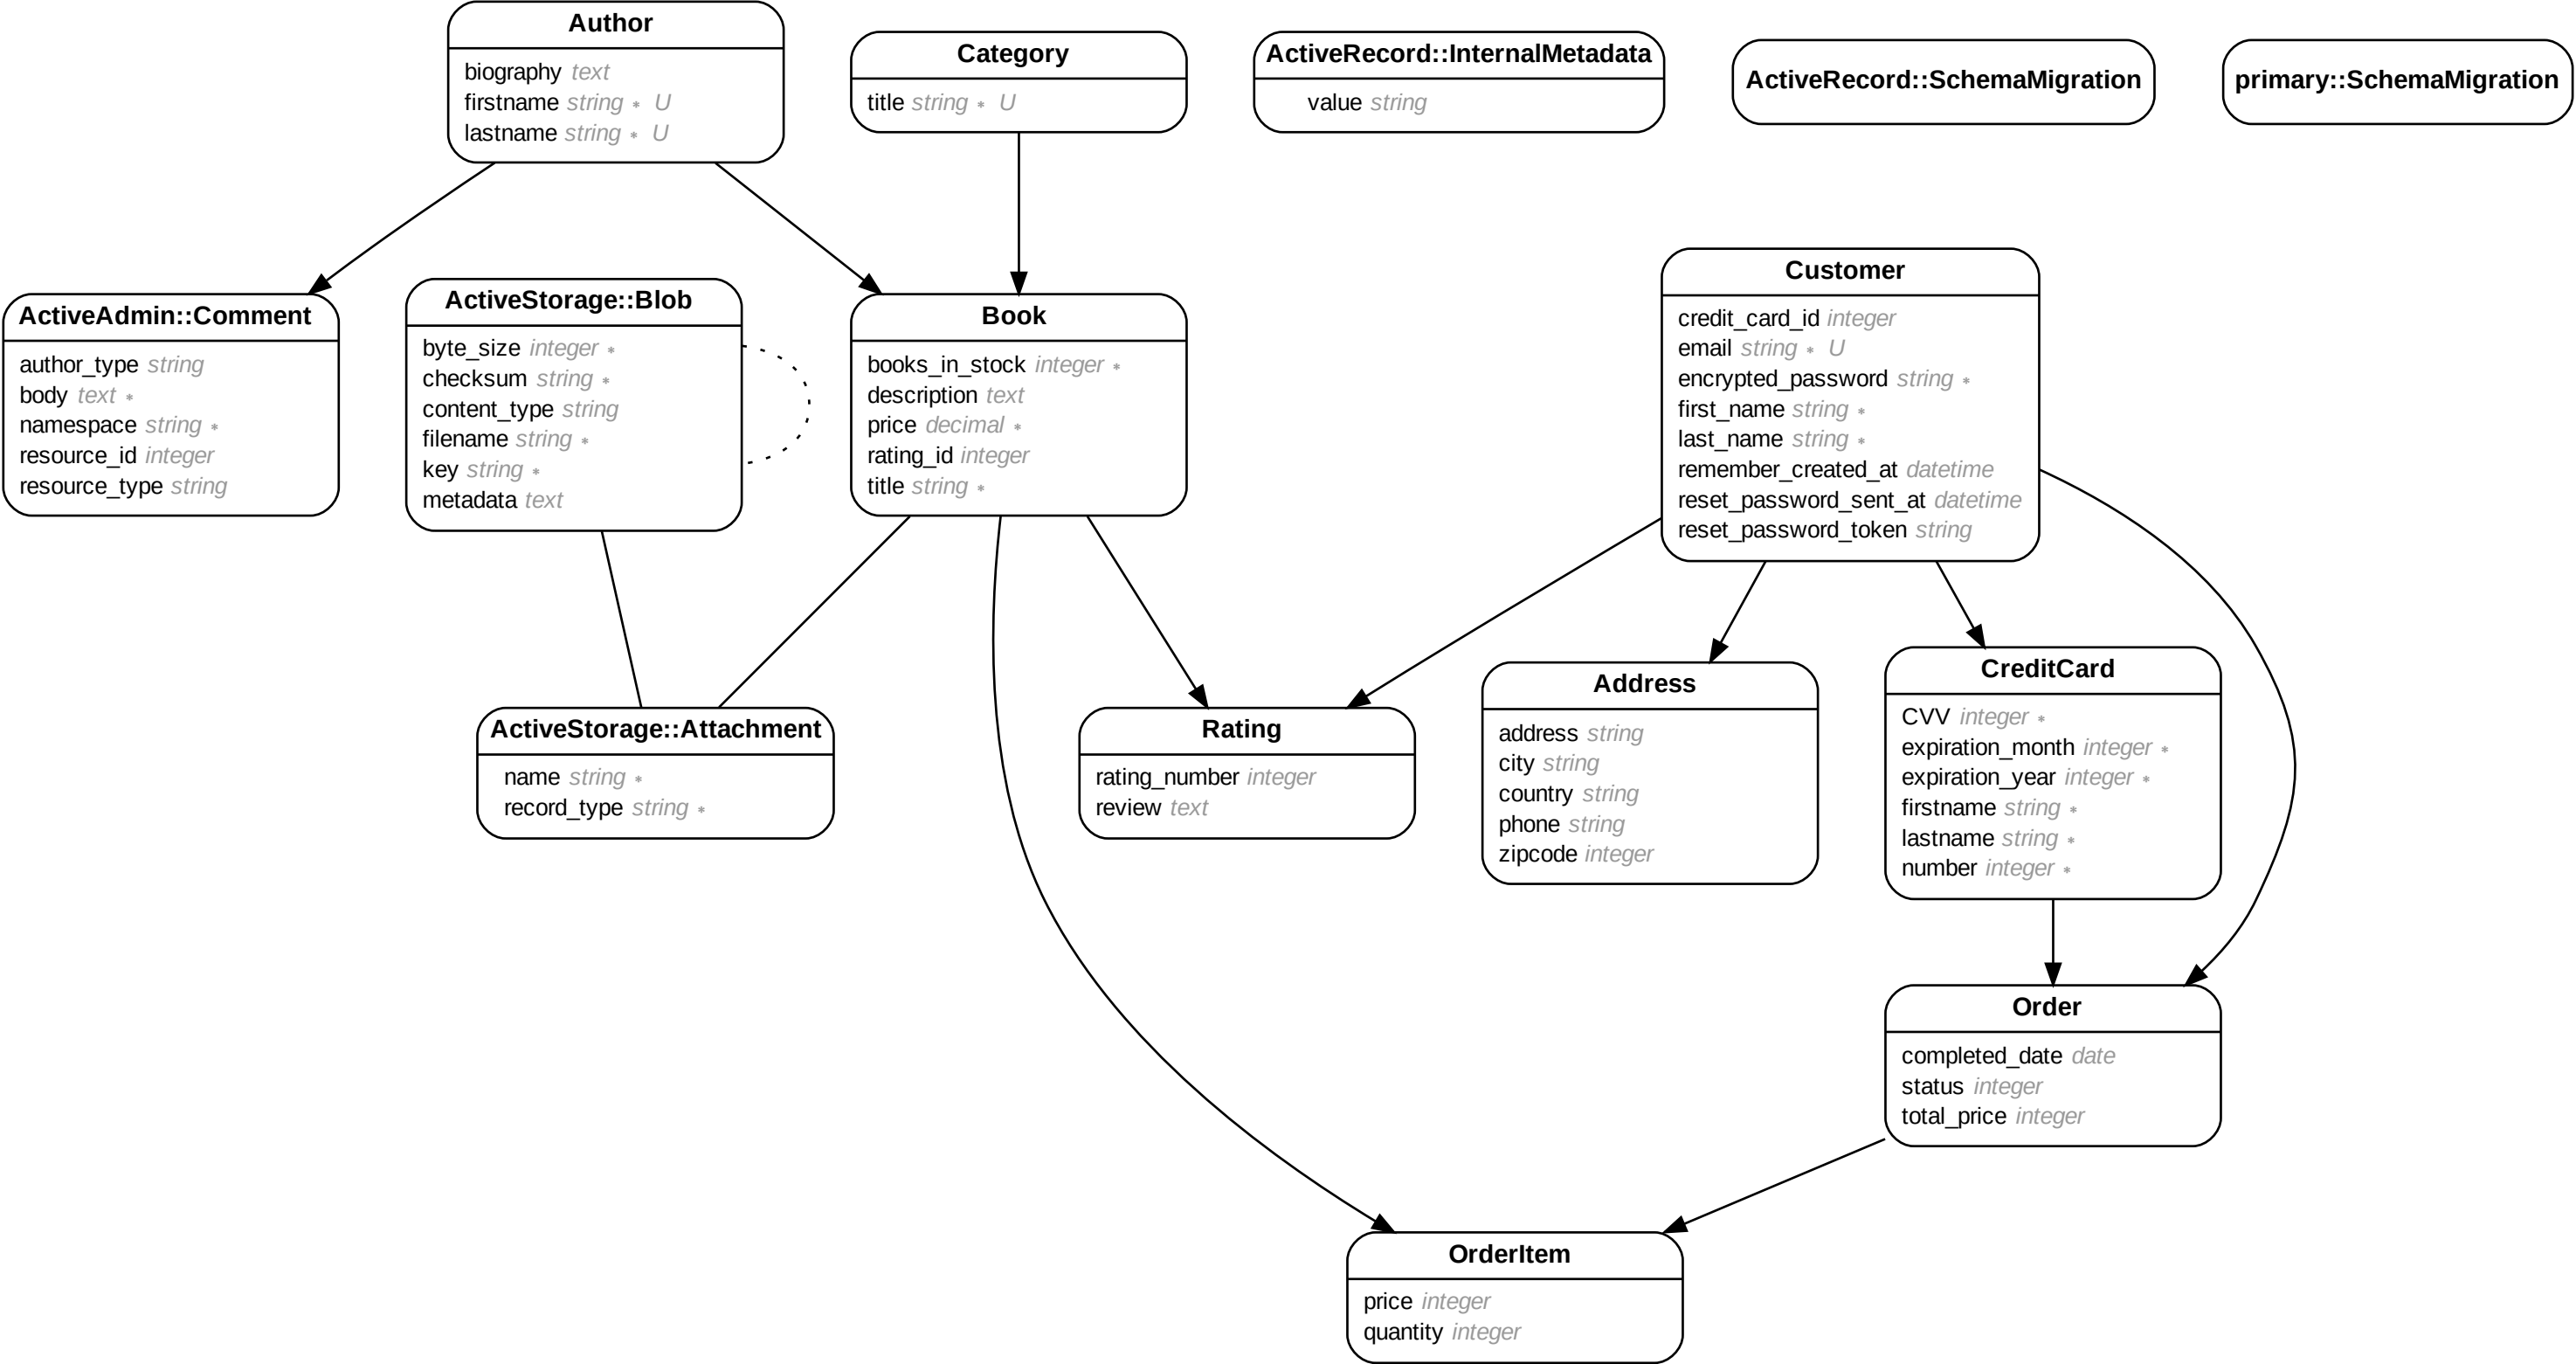 Author
biography text
firstname string * U
lastname string * U
Category
title string * U
ActiveRecord::InternalMetadata
value string
ActiveRecord::SchemaMigration
primary::SchemaMigration
ActiveAdmin::Comment
author_type string
body text *
namespace string *
resource_id integer
resource_type string
ActiveStorage::Blob
byte_size integer *
checksum string *
content_type string
filename string *
key string *
metadata text
Book
books_in_stock integer *
description text
price decimal *
rating_id integer
title string *
Customer
credit_card_id integer
email string * U
encrypted_password string *
first_name string *
last_name string *
remember_created_at datetime
reset_password_sent_at datetime
reset_password_token string
ActiveStorage::Attachment
name string *
record_type string *
Rating
rating_number integer
review text
Address
address string
city string
country string
phone string
zipcode integer
CreditCard
CVV integer *
expiration_month integer *
expiration_year integer *
firstname string *
lastname string *
number integer *
Order
completed_date date
status integer
total_price integer
OrderItem
price integer
quantity integer